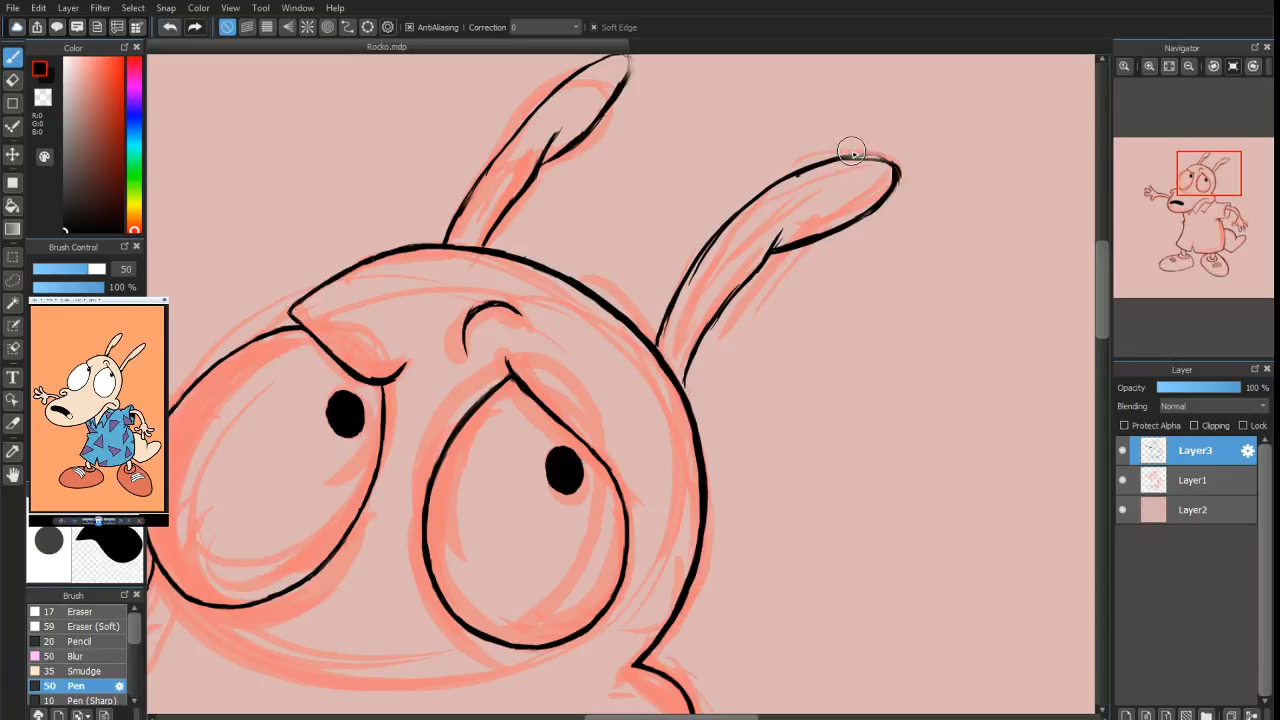 File Edit Layer Filter Select Snap Color View Tool Window Help
AntiAliasing Correction 0 Soft Edge
Rocko.mdp
Color
R:0
G:0
B:0
Brush Control
50
100 %
Brush
17 Eraser
59 Eraser (Soft)
20 Pencil
50 Blur
35 Smudge
50 Pen
10 Pen (Sharp)
Navigator
Layer
Opacity 100 %
Blending Normal
Protect Alpha Clipping Lock
Layer3
Layer1
Layer2